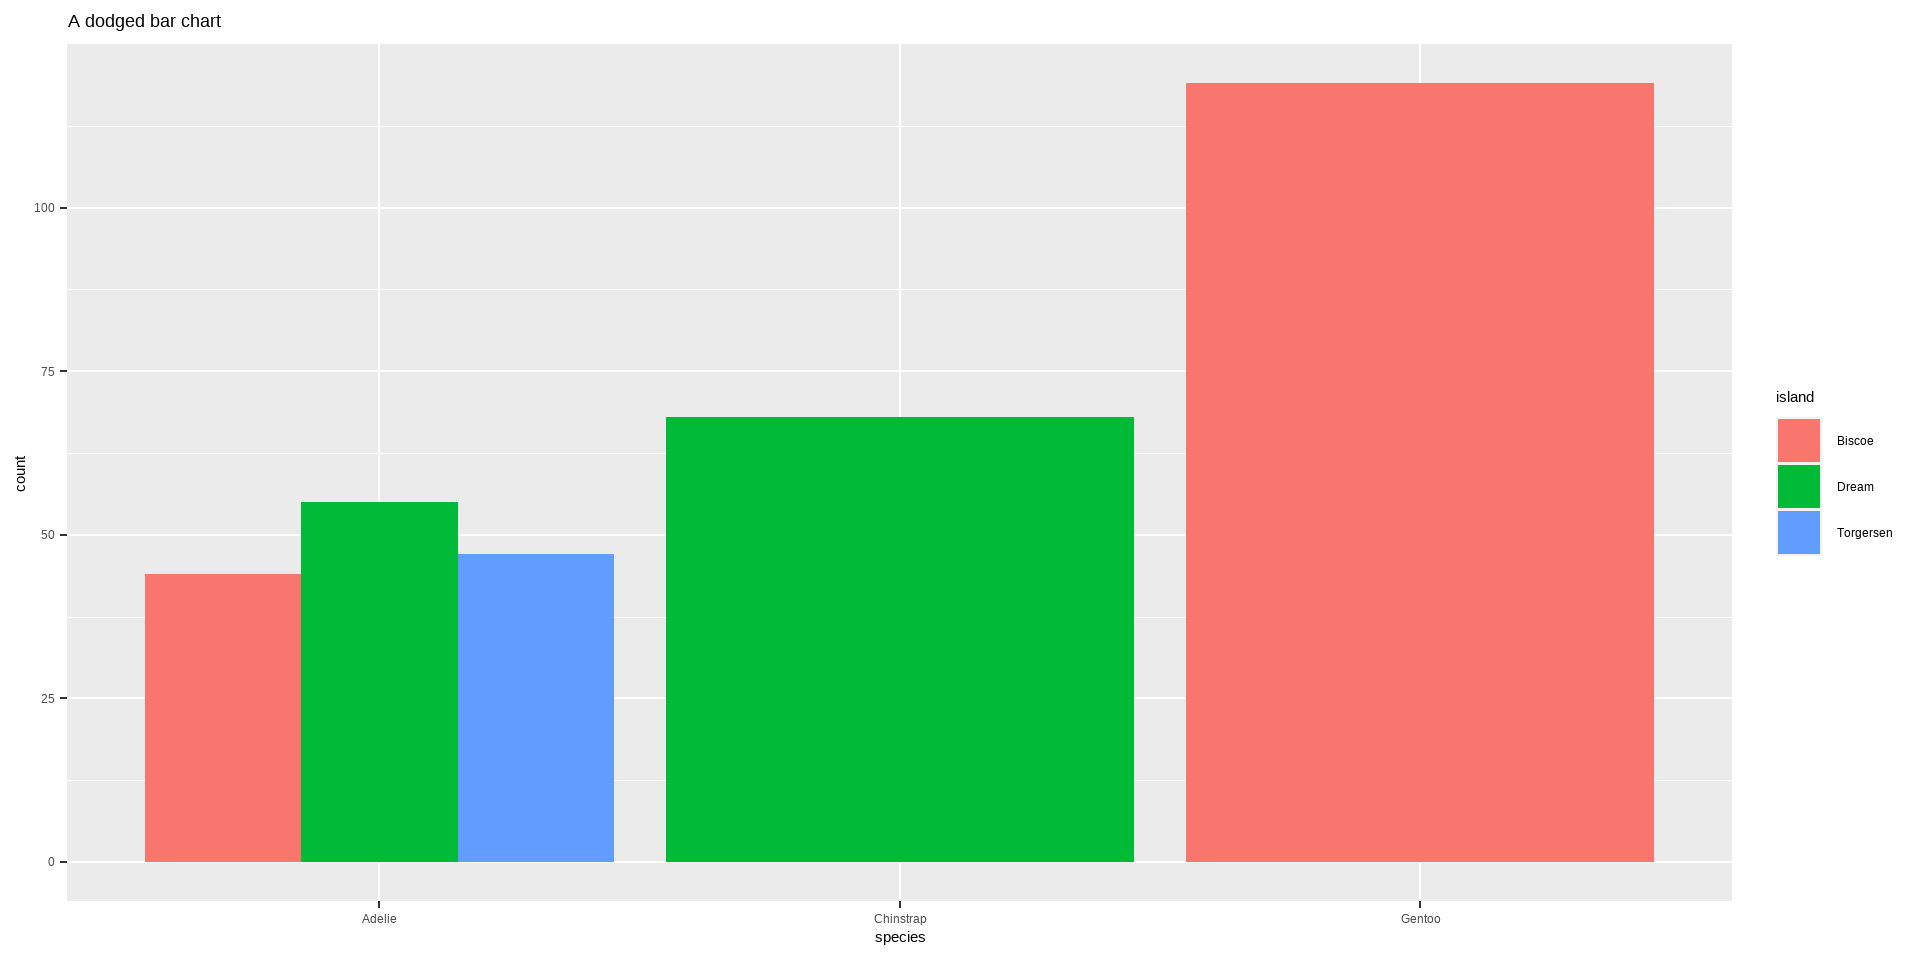 A dodged bar chart
count
100
75
50
25
0
Adelie
Chinstrap
Gentoo
species
island
Biscoe
Dream
Torgersen